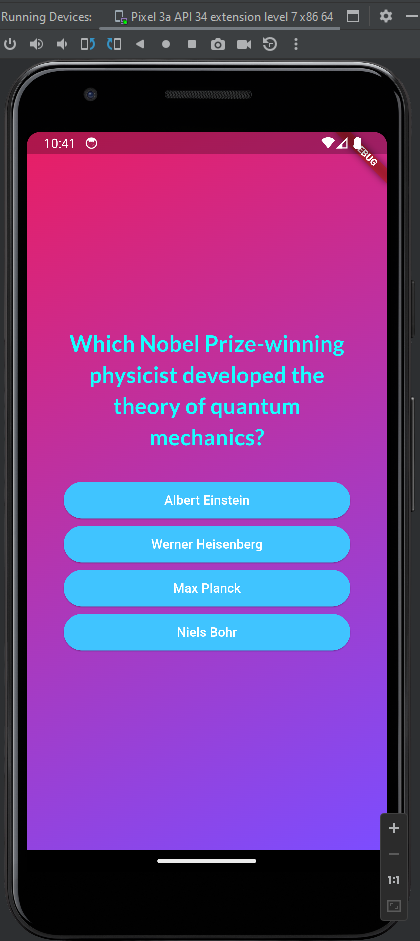 Running Devices:
Pixel 3a API 34 extension level 7 x86 64
10:41
DEBUG
Which Nobel Prize-winning
physicist developed the
theory of quantum
mechanics?
Albert Einstein
Werner Heisenberg
Max Planck
Niels Bohr
1:1